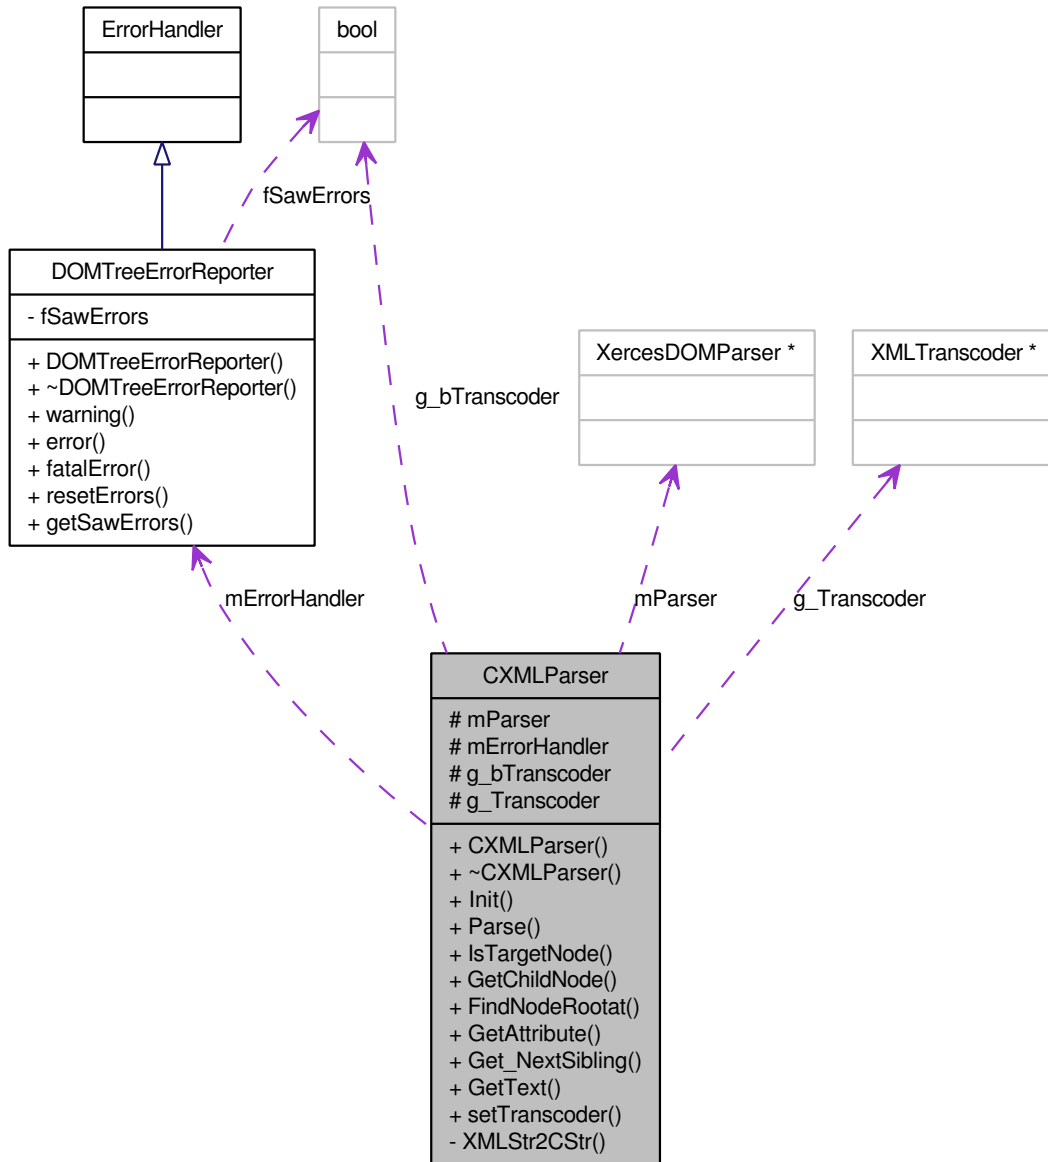 ErrorHandler
bool
fSawErrors
DOMTreeErrorReporter
- fSawErrors
+ DOMTreeErrorReporter()
+ ~DOMTreeErrorReporter()
+ warning()
+ error()
+ fatalError()
+ resetErrors()
+ getSawErrors()
XercesDOMParser *
XMLTranscoder *
g_bTranscoder
mErrorHandler
mParser
g_Transcoder
CXMLParser
# mParser
# mErrorHandler
# g_bTranscoder
# g_Transcoder
+ CXMLParser()
+ ~CXMLParser()
+ Init()
+ Parse()
+ IsTargetNode()
+ GetChildNode()
+ FindNodeRootat()
+ GetAttribute()
+ Get_NextSibling()
+ GetText()
+ setTranscoder()
- XMLStr2CStr()